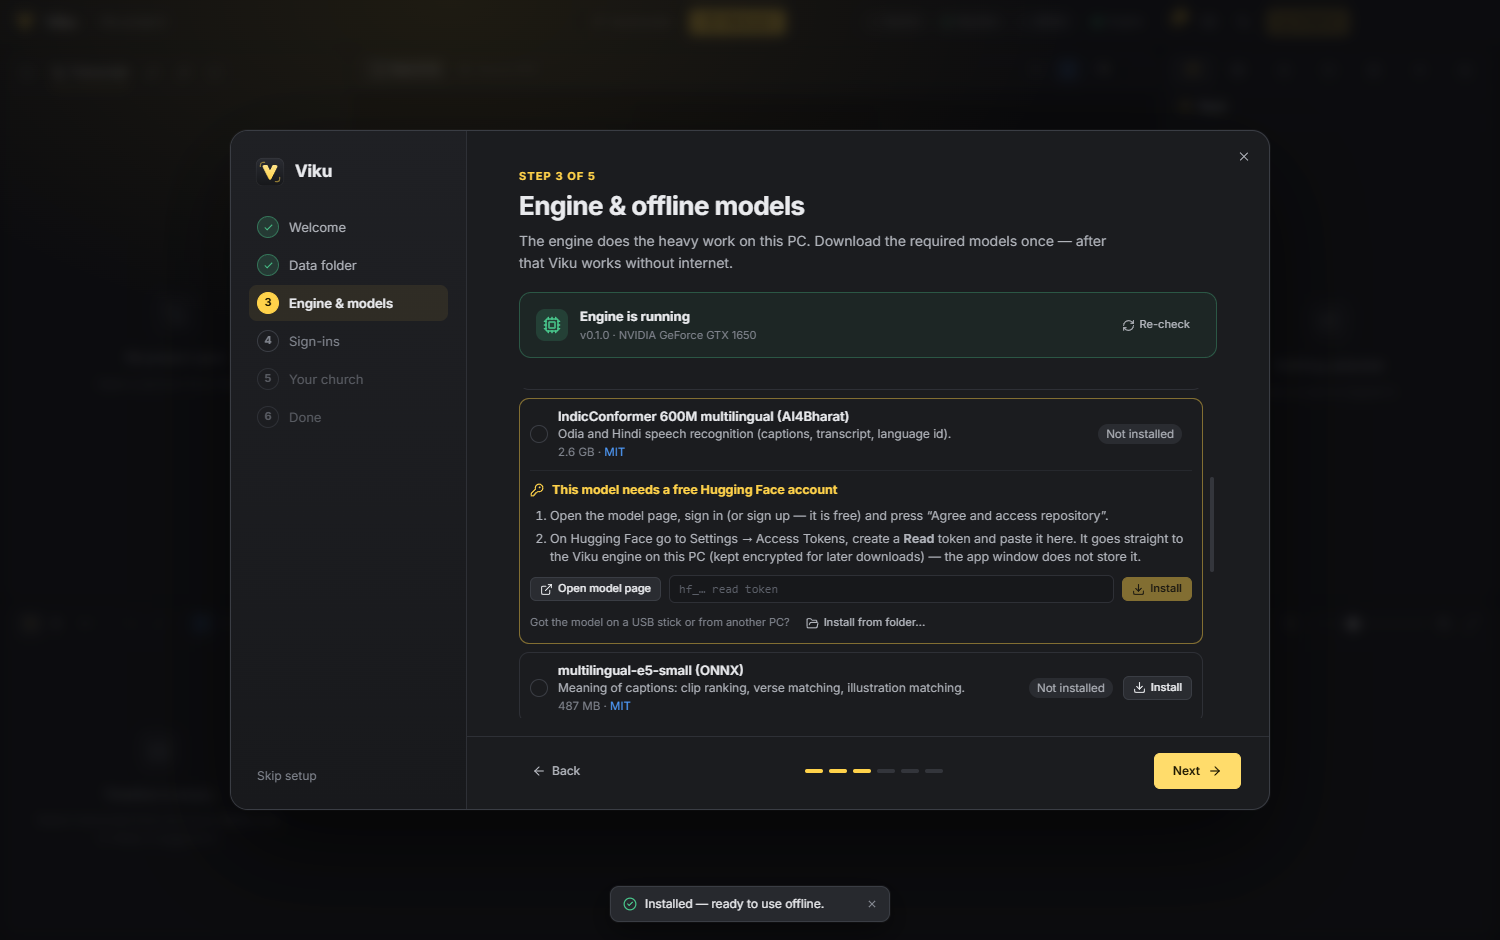 Viku
Welcome
Data folder
3 Engine & models
4 Sign-ins
5 Your church
6 Done
Skip setup
STEP 3 OF 5
Engine & offline models
The engine does the heavy work on this PC. Download the required models once — after
that Viku works without internet.
Engine is running
v0.1.0 · NVIDIA GeForce GTX 1650
Re-check
IndicConformer 600M multilingual (AI4Bharat)
Odia and Hindi speech recognition (captions, transcript, language id).
2.6 GB · MIT
Not installed
This model needs a free Hugging Face account
1. Open the model page, sign in (or sign up — it is free) and press “Agree and access repository”.
2. On Hugging Face go to Settings → Access Tokens, create a Read token and paste it here. It goes straight to
the Viku engine on this PC (kept encrypted for later downloads) — the app window does not store it.
Open model page
hf_… read token
Install
Got the model on a USB stick or from another PC?
Install from folder...
multilingual-e5-small (ONNX)
Meaning of captions: clip ranking, verse matching, illustration matching.
487 MB · MIT
Not installed
Install
← Back
Next →
Installed — ready to use offline.